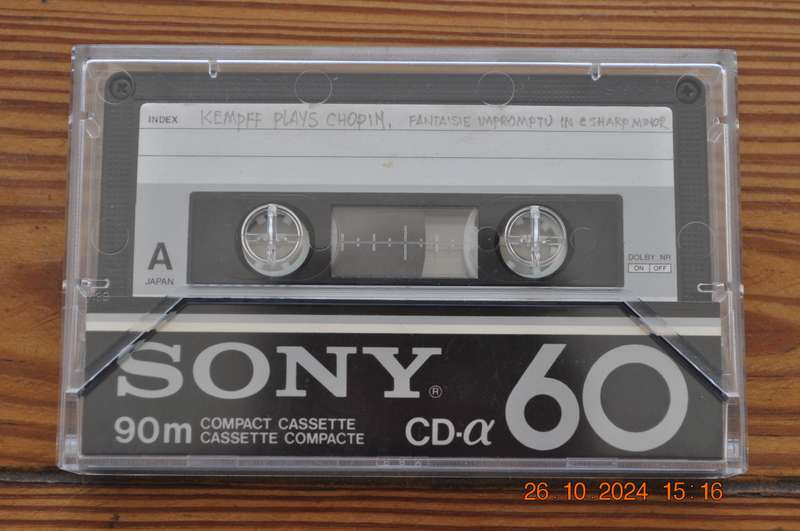 INDEX KEMPFF PLAYS CHOPIN, FANTAISIE IMPROMPTU IN C SHARP MINOR
A
JAPAN
DOLBY NR
ON OFF
SONY®
60
90m COMPACT CASSETTE
CASSETTE COMPACTE
CD-α
26.10.2024 15:16